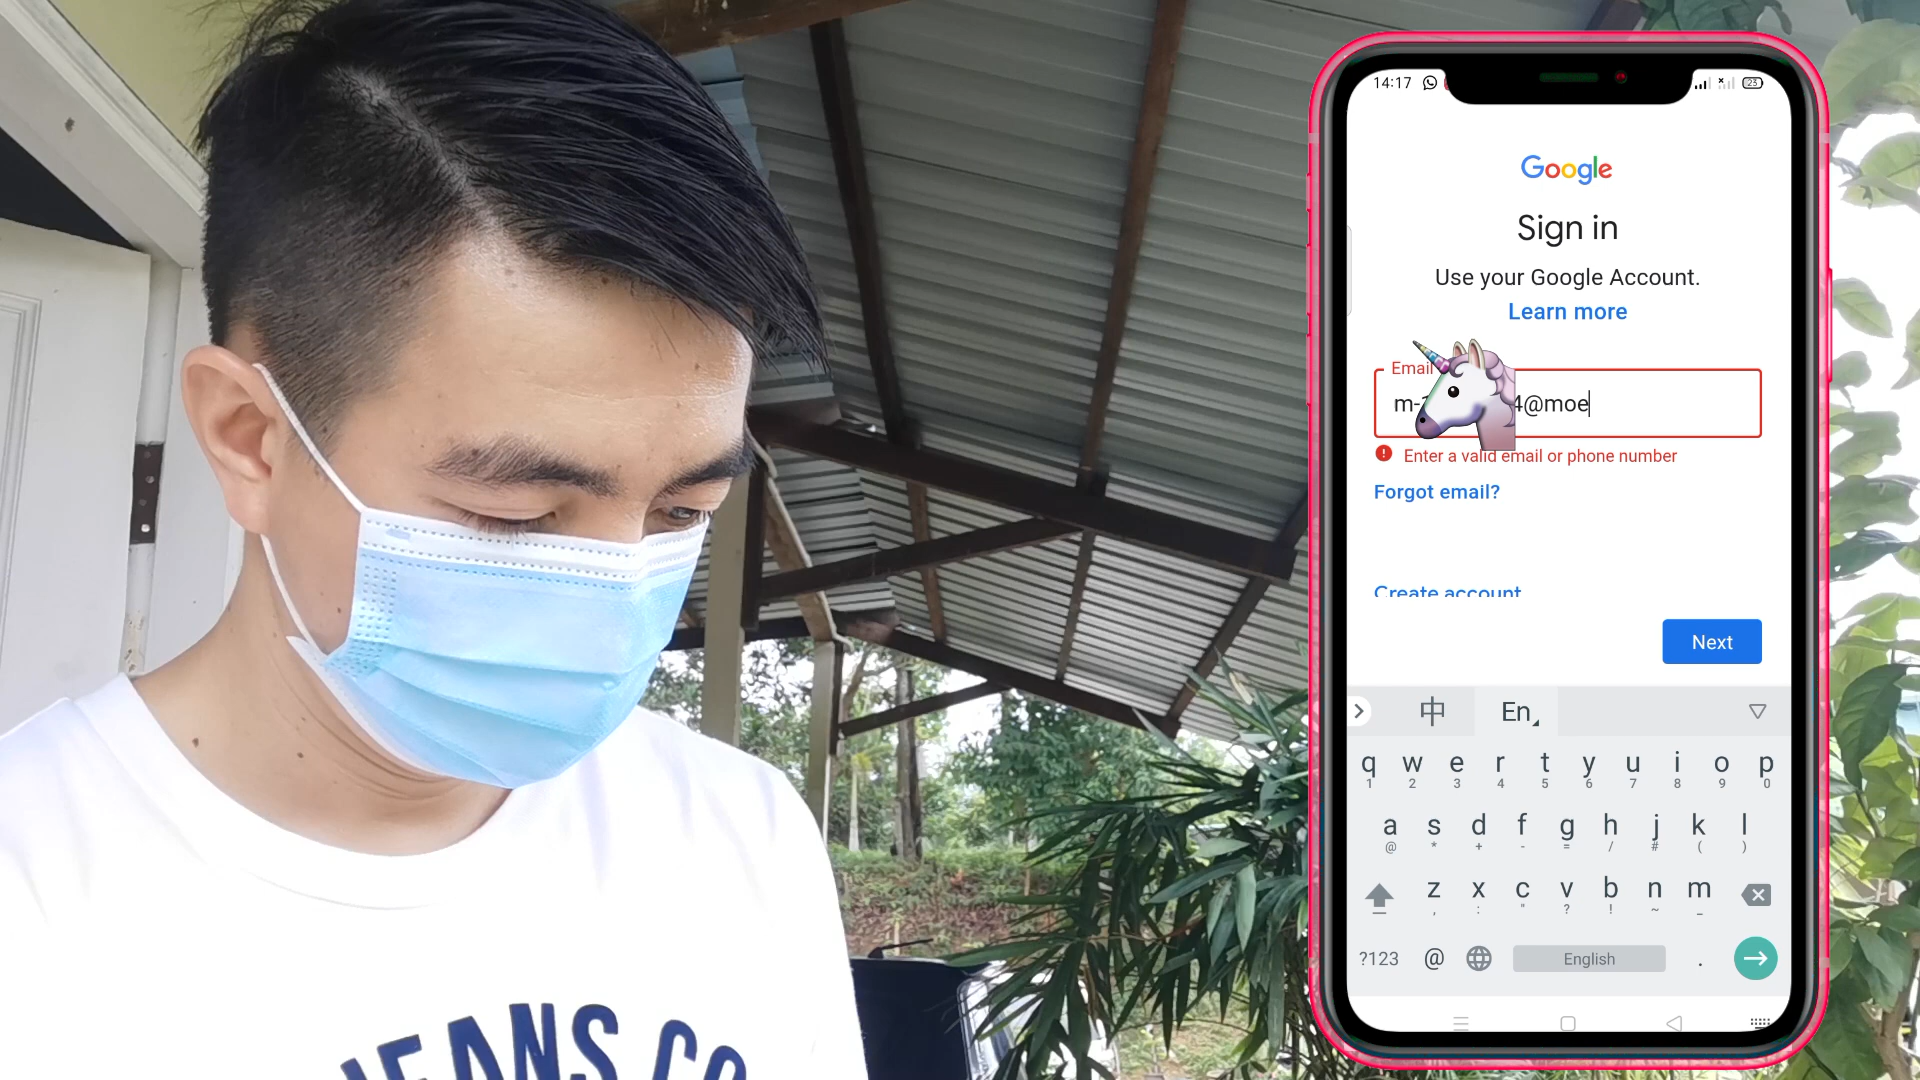 14:17
23
Google
Sign in
Use your Google Account.
Learn more
Email
m-
4@moe
Enter a valid email or phone number
Forgot email?
Create account
Next
中 En
q w e r t y u i o p
1 2 3 4 5 6 7 8 9 0
a s d f g h j k l
@ * + - = / # ( )
z x c v b n m
, : " ? ! ~ _
?123 @ English .
JEANS CO